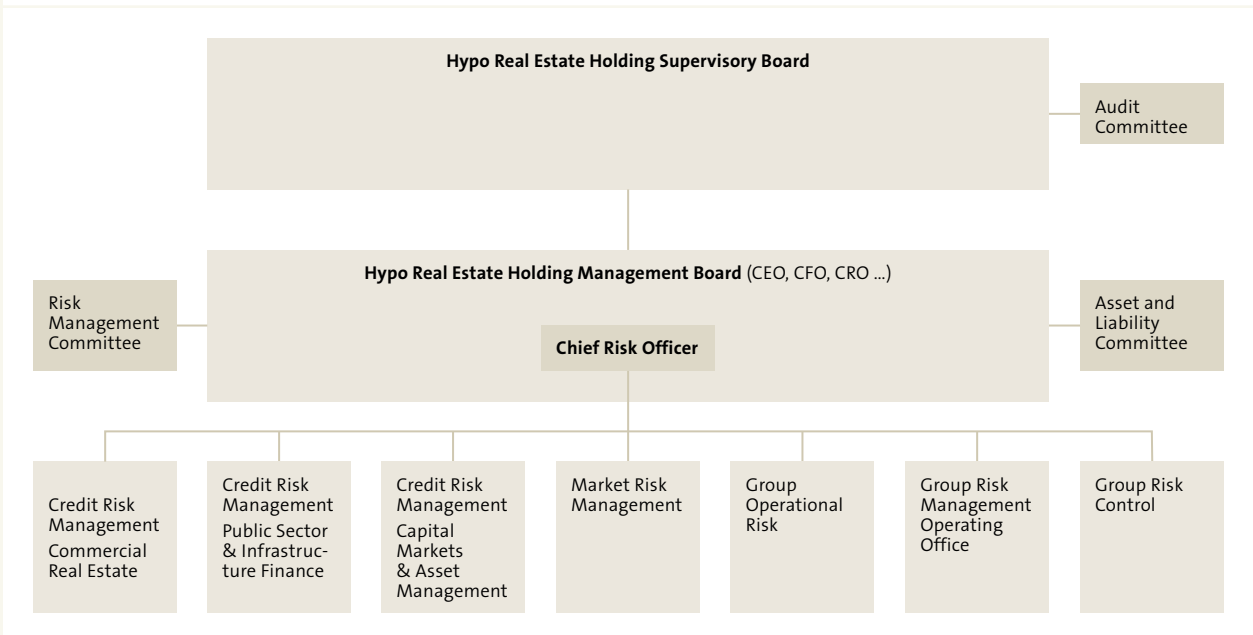 Hypo Real Estate Holding Supervisory Board
Audit
Committee
Hypo Real Estate Holding Management Board (CEO, CFO, CRO ...)
Risk
Management
Committee
Chief Risk Officer
Asset and
Liability
Committee
Credit Risk
Management
Commercial
Real Estate
Credit Risk
Management
Public Sector
& Infrastruc-
ture Finance
Credit Risk
Management
Capital
Markets
& Asset
Management
Market Risk
Management
Group
Operational
Risk
Group Risk
Management
Operating
Office
Group Risk
Control